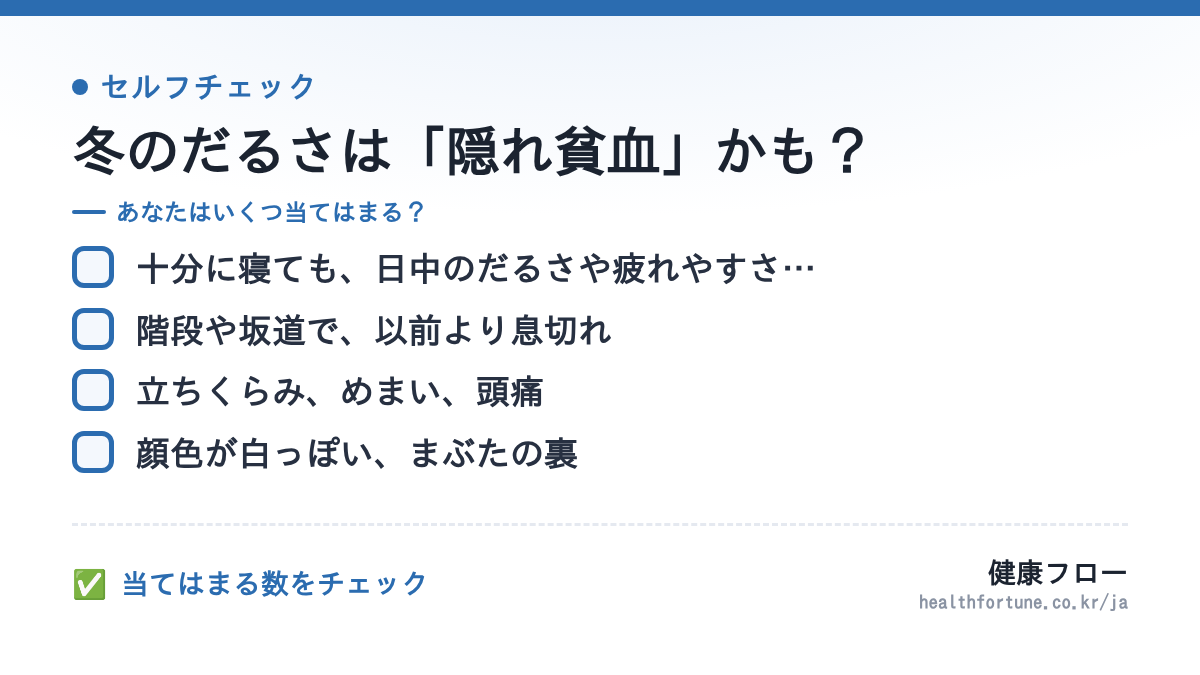 セルフチェック
冬のだるさは「隠れ貧血」かも？
あなたはいくつ当てはまる？
十分に寝ても、日中のだるさや疲れやすさ…
階段や坂道で、以前より息切れ
立ちくらみ、めまい、頭痛
顔色が白っぽい、まぶたの裏
当てはまる数をチェック
健康フロー
healthfortune.co.kr/ja